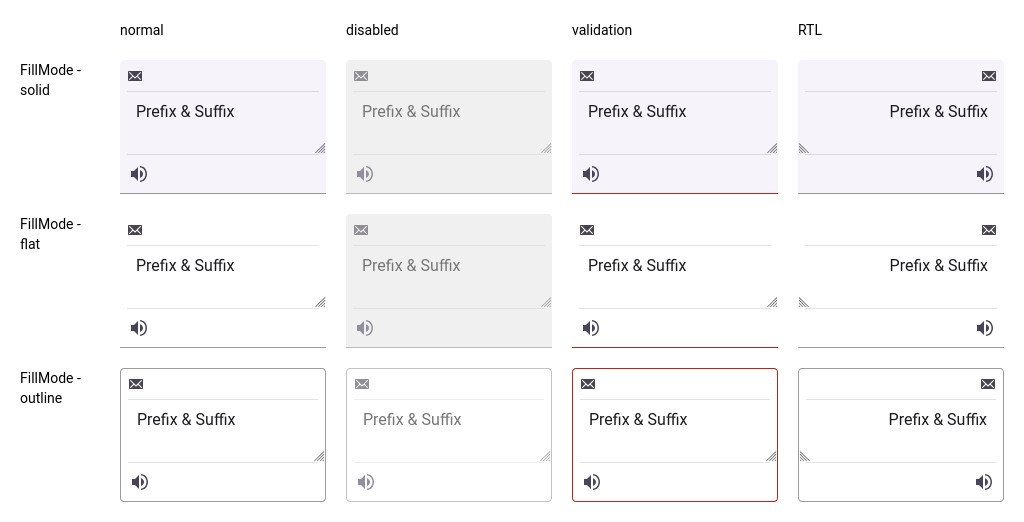 normal disabled validation RTL
FillMode -
solid
Prefix & Suffix Prefix & Suffix Prefix & Suffix Prefix & Suffix
FillMode -
flat
Prefix & Suffix Prefix & Suffix Prefix & Suffix Prefix & Suffix
FillMode -
outline
Prefix & Suffix Prefix & Suffix Prefix & Suffix Prefix & Suffix